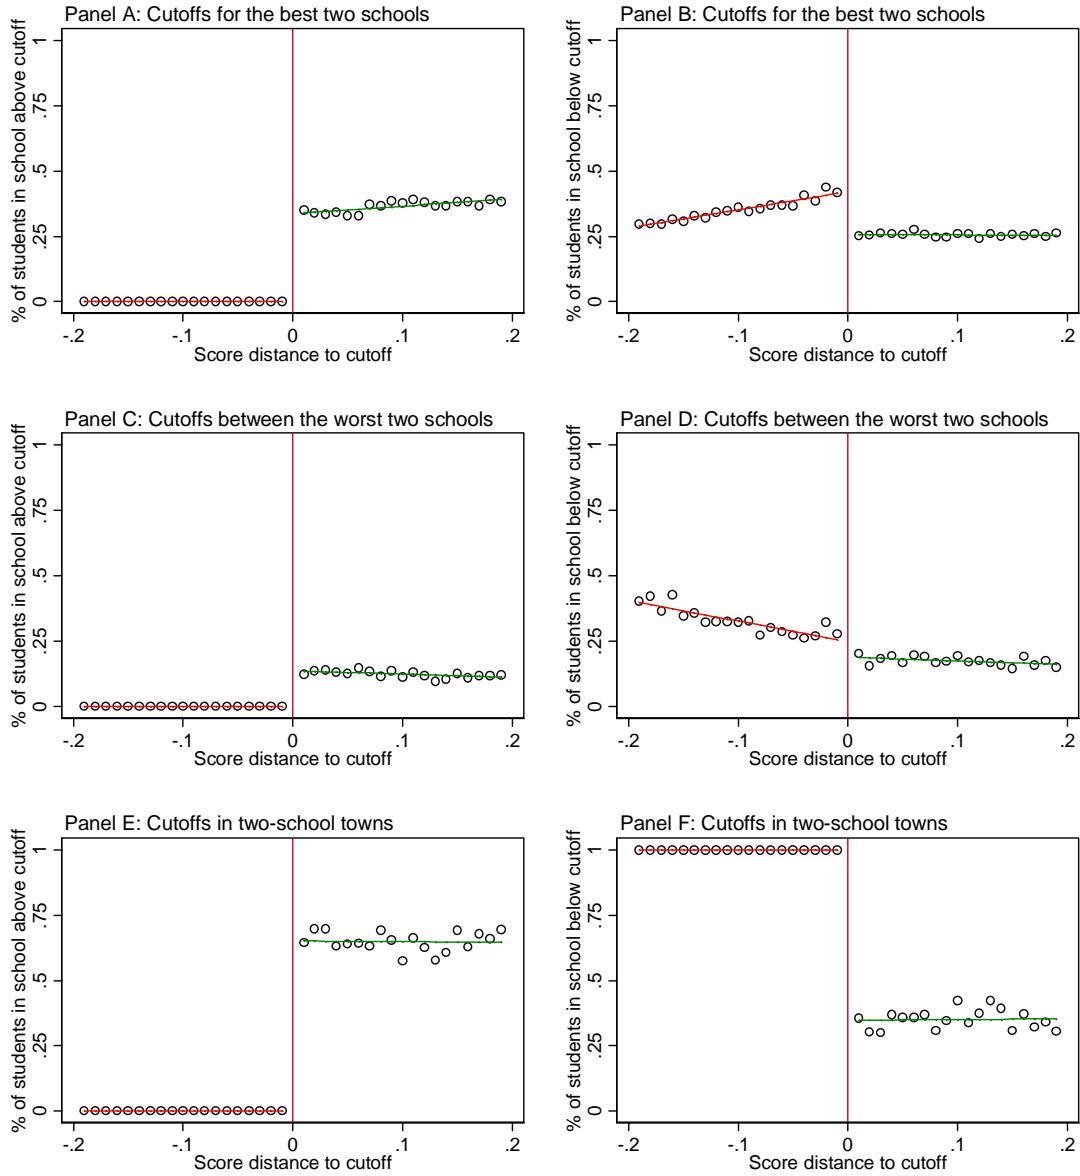 Panel A: Cutoffs for the best two schools
% of students in school above cutoff
1
.75
.5
.25
0
-.2 -.1 0 .1 .2
Score distance to cutoff
Panel B: Cutoffs for the best two schools
% of students in school below cutoff
1
.75
.5
.25
0
-.2 -.1 0 .1 .2
Score distance to cutoff
Panel C: Cutoffs between the worst two schools
% of students in school above cutoff
1
.75
.5
.25
0
-.2 -.1 0 .1 .2
Score distance to cutoff
Panel D: Cutoffs between the worst two schools
% of students in school below cutoff
1
.75
.5
.25
0
-.2 -.1 0 .1 .2
Score distance to cutoff
Panel E: Cutoffs in two-school towns
% of students in school above cutoff
1
.75
.5
.25
0
-.2 -.1 0 .1 .2
Score distance to cutoff
Panel F: Cutoffs in two-school towns
% of students in school below cutoff
1
.75
.5
.25
0
-.2 -.1 0 .1 .2
Score distance to cutoff